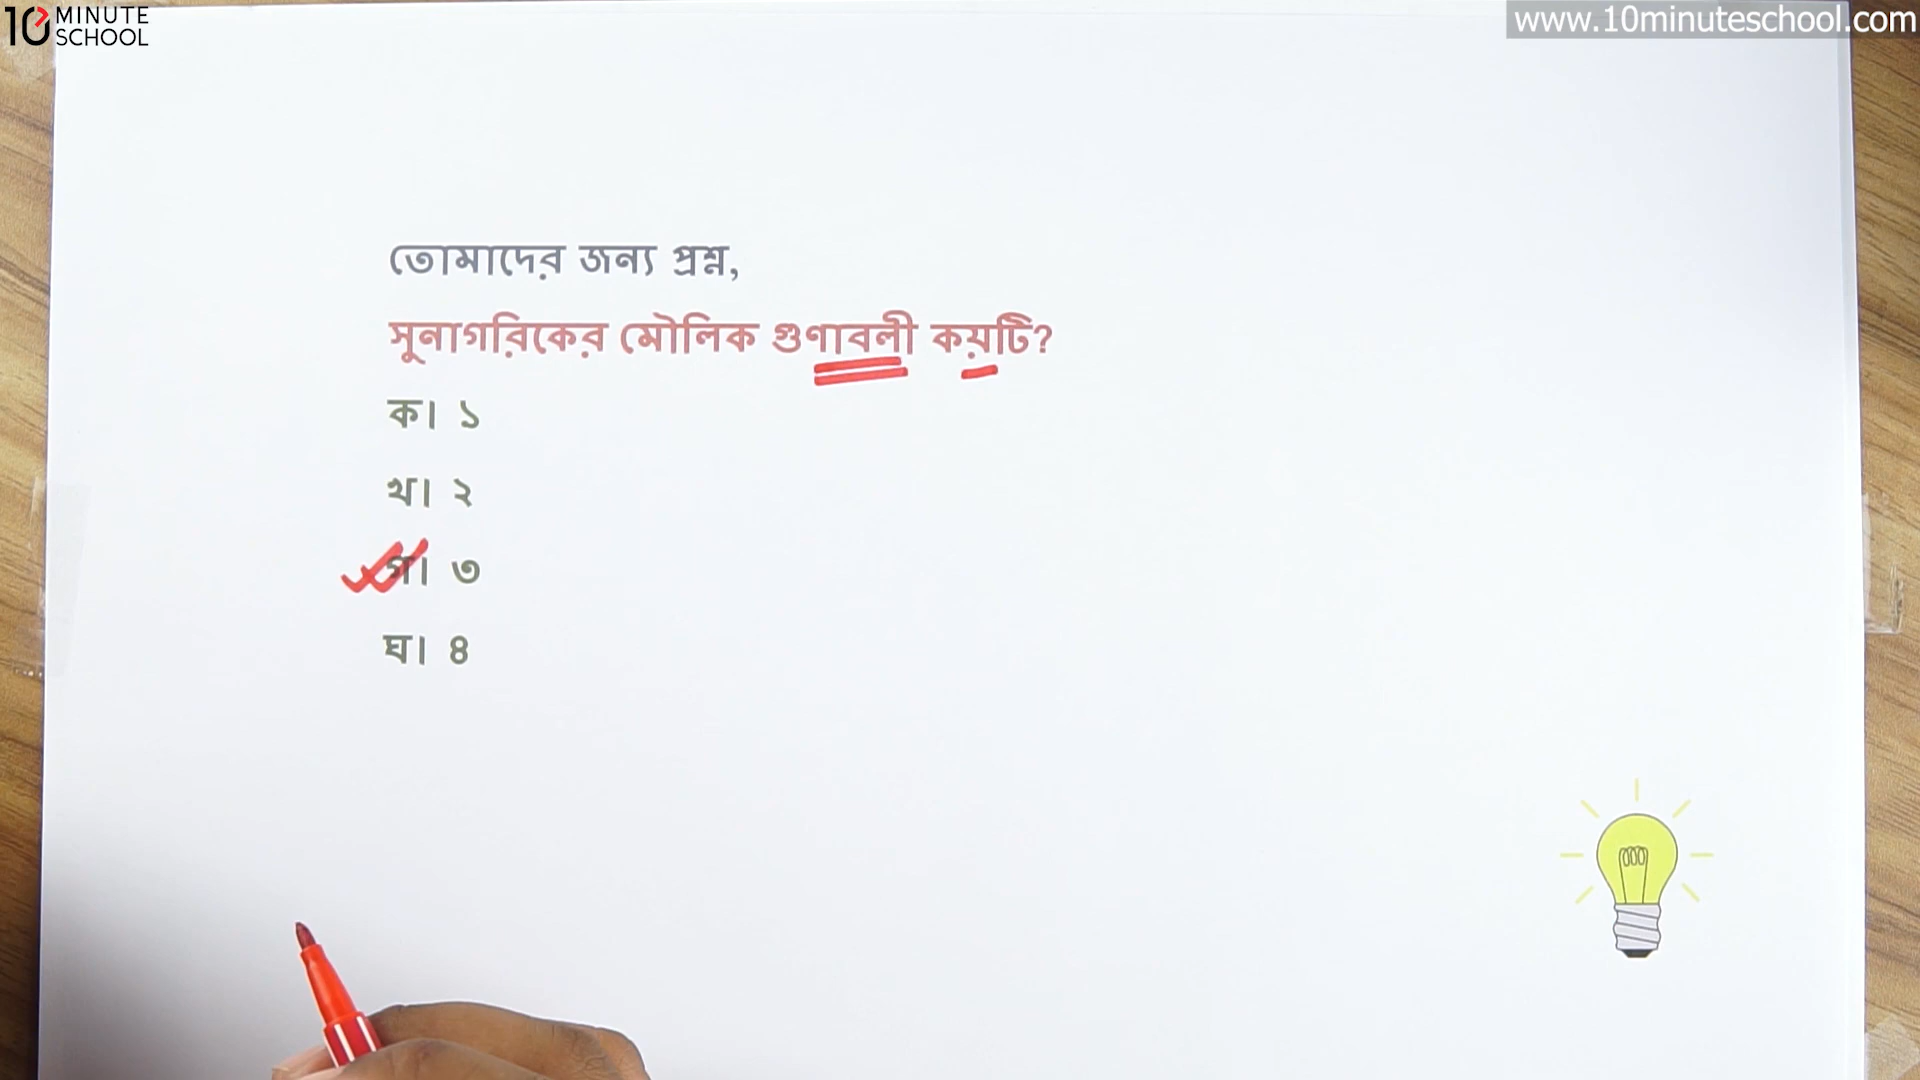 10 MINUTE SCHOOL
www.10minuteschool.com
তোমাদের জন্য প্রশ্ন,
সুনাগরিকের মৌলিক গুণাবলী কয়টি?
ক। ১
খ। ২
গ। ৩
ঘ। ৪